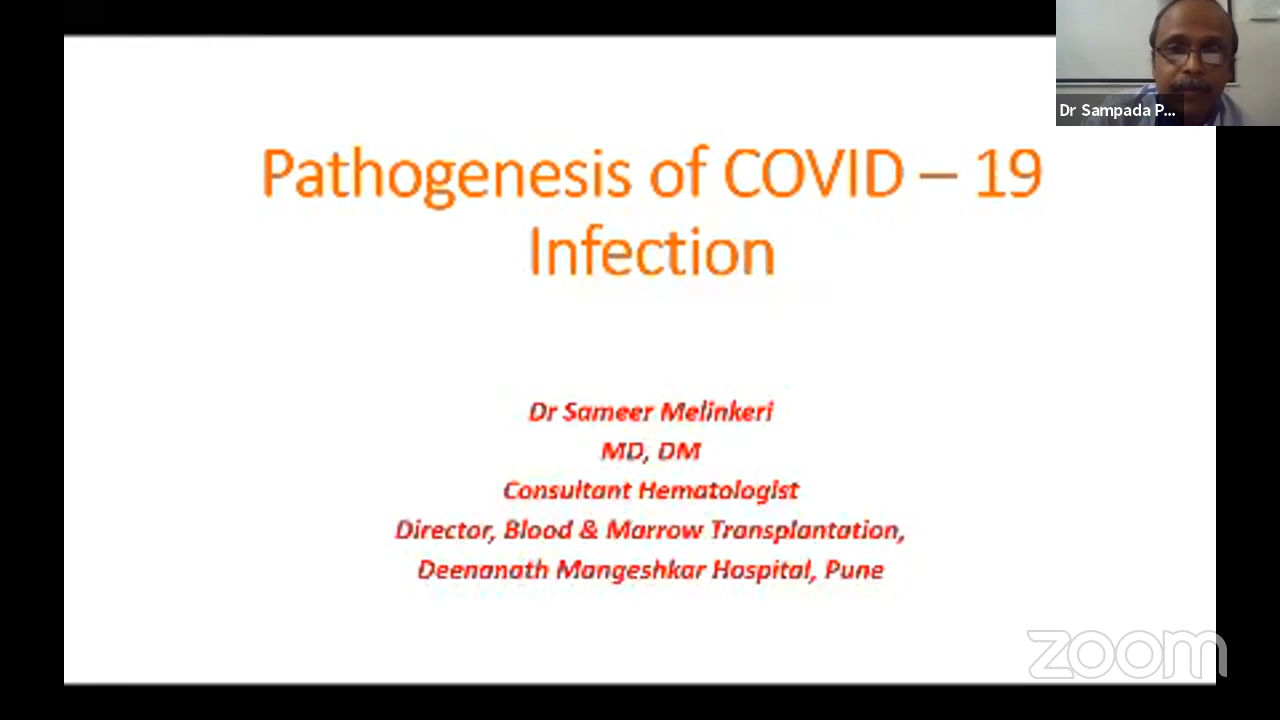 Dr Sampada P...
Pathogenesis of COVID – 19
Infection
Dr Sameer Melinkeri
MD, DM
Consultant Hematologist
Director, Blood & Marrow Transplantation,
Deenanath Mangeshkar Hospital, Pune
zoom